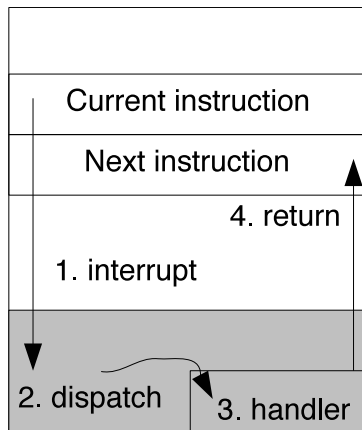 Current instruction
Next instruction
4. return
1. interrupt
2. dispatch
3. handler